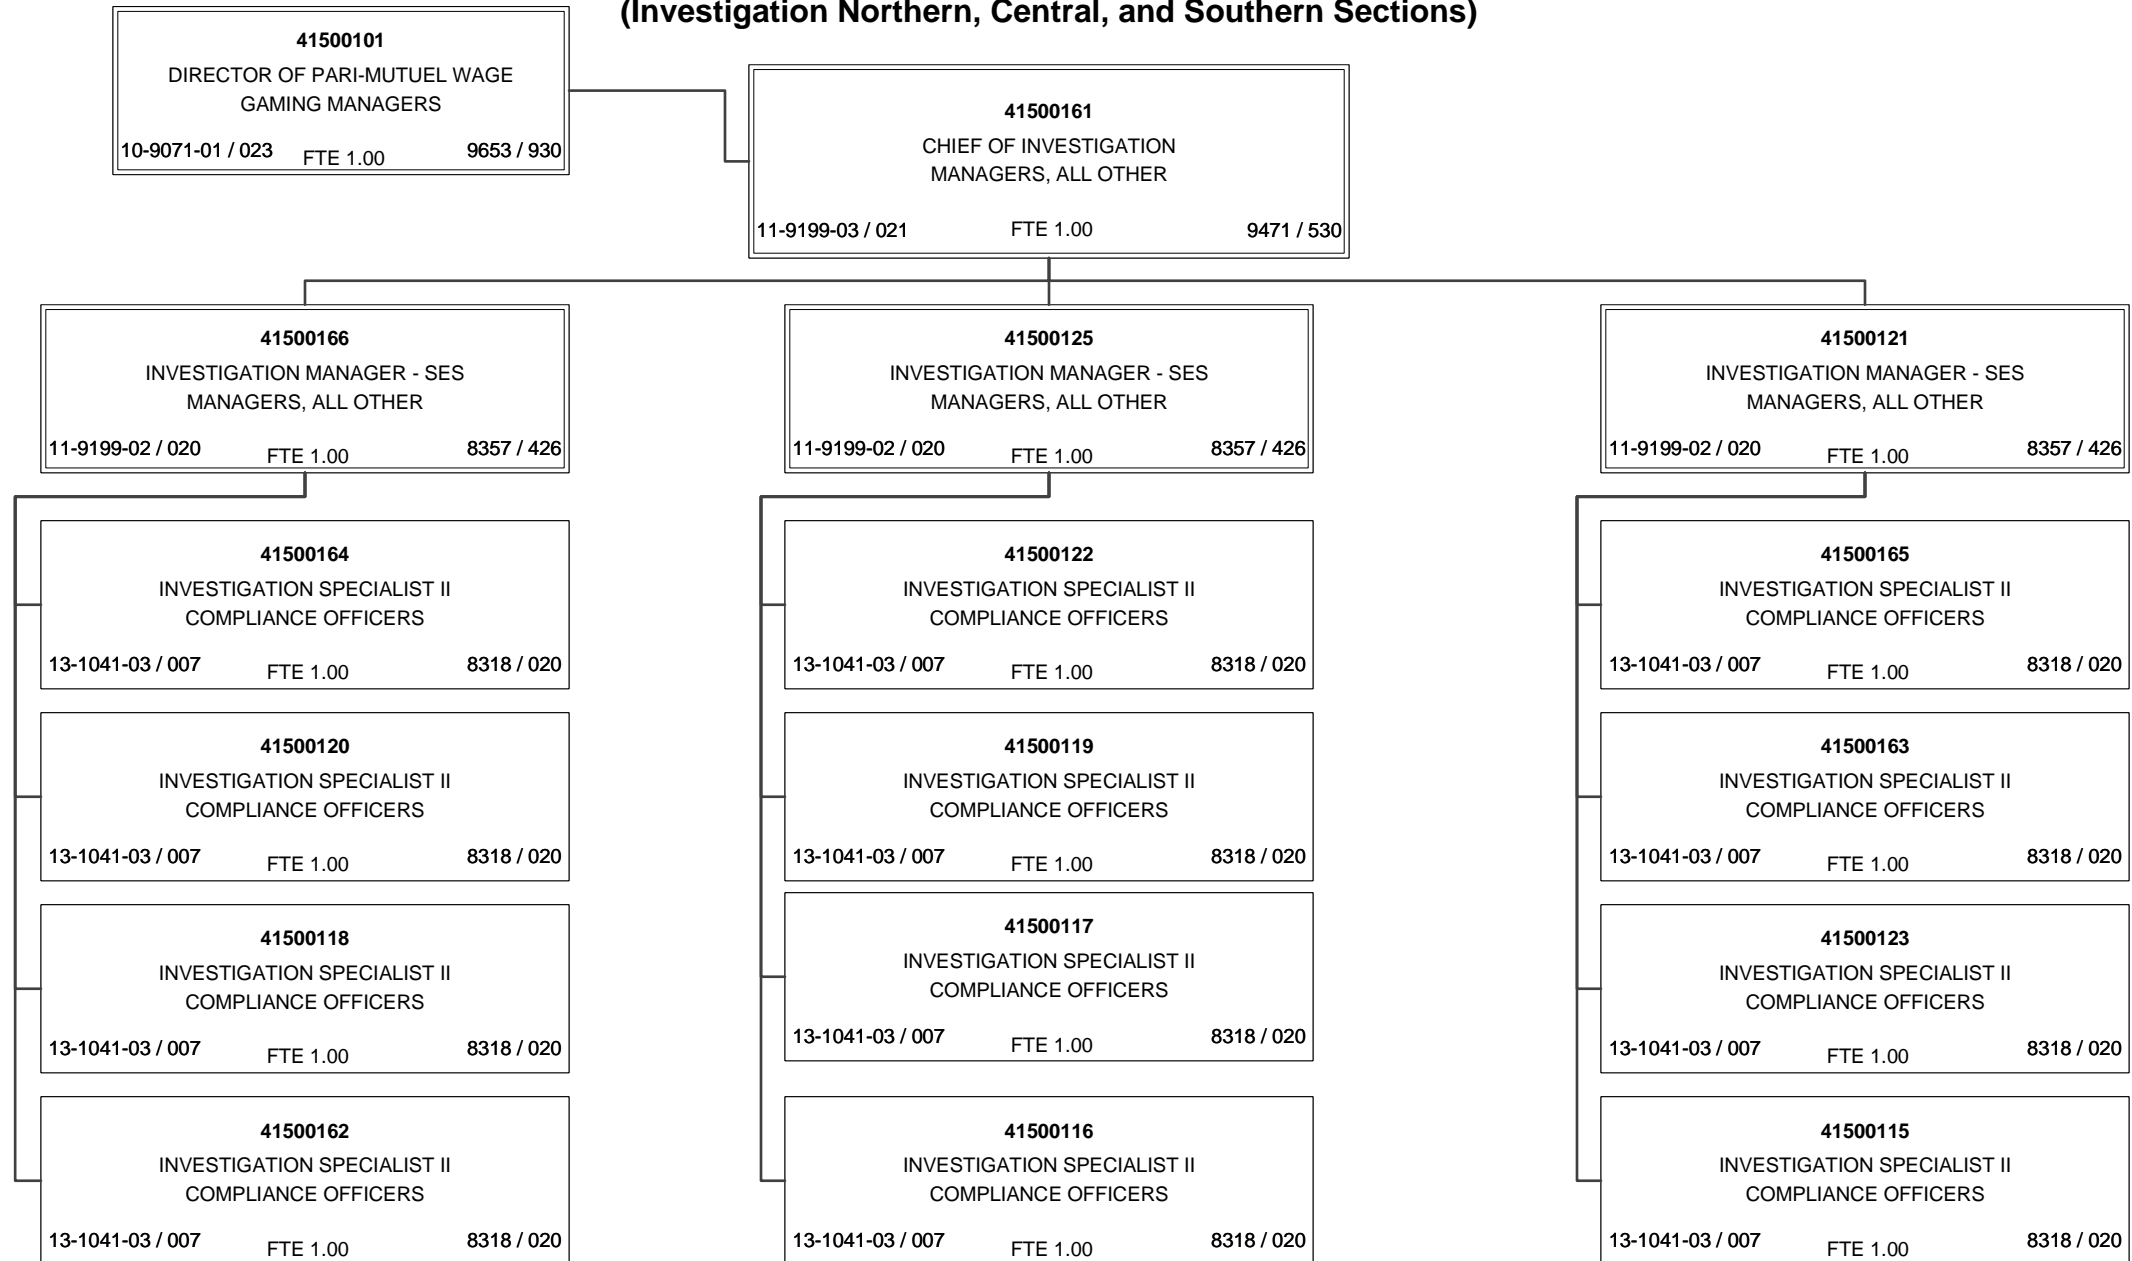 (Investigation Northern, Central, and Southern Sections)
41500101
DIRECTOR OF PARI-MUTUEL WAGE
GAMING MANAGERS
10-9071-01 / 023 FTE 1.00 9653 / 930
41500161
CHIEF OF INVESTIGATION
MANAGERS, ALL OTHER
11-9199-03 / 021 FTE 1.00 9471 / 530
41500166
INVESTIGATION MANAGER - SES
MANAGERS, ALL OTHER
11-9199-02 / 020 FTE 1.00 8357 / 426
41500164
INVESTIGATION SPECIALIST II
COMPLIANCE OFFICERS
13-1041-03 / 007 FTE 1.00 8318 / 020
41500120
INVESTIGATION SPECIALIST II
COMPLIANCE OFFICERS
13-1041-03 / 007 FTE 1.00 8318 / 020
41500118
INVESTIGATION SPECIALIST II
COMPLIANCE OFFICERS
13-1041-03 / 007 FTE 1.00 8318 / 020
41500162
INVESTIGATION SPECIALIST II
COMPLIANCE OFFICERS
13-1041-03 / 007 FTE 1.00 8318 / 020
41500125
INVESTIGATION MANAGER - SES
MANAGERS, ALL OTHER
11-9199-02 / 020 FTE 1.00 8357 / 426
41500122
INVESTIGATION SPECIALIST II
COMPLIANCE OFFICERS
13-1041-03 / 007 FTE 1.00 8318 / 020
41500119
INVESTIGATION SPECIALIST II
COMPLIANCE OFFICERS
13-1041-03 / 007 FTE 1.00 8318 / 020
41500117
INVESTIGATION SPECIALIST II
COMPLIANCE OFFICERS
13-1041-03 / 007 FTE 1.00 8318 / 020
41500116
INVESTIGATION SPECIALIST II
COMPLIANCE OFFICERS
13-1041-03 / 007 FTE 1.00 8318 / 020
41500121
INVESTIGATION MANAGER - SES
MANAGERS, ALL OTHER
11-9199-02 / 020 FTE 1.00 8357 / 426
41500165
INVESTIGATION SPECIALIST II
COMPLIANCE OFFICERS
13-1041-03 / 007 FTE 1.00 8318 / 020
41500163
INVESTIGATION SPECIALIST II
COMPLIANCE OFFICERS
13-1041-03 / 007 FTE 1.00 8318 / 020
41500123
INVESTIGATION SPECIALIST II
COMPLIANCE OFFICERS
13-1041-03 / 007 FTE 1.00 8318 / 020
41500115
INVESTIGATION SPECIALIST II
COMPLIANCE OFFICERS
13-1041-03 / 007 FTE 1.00 8318 / 020